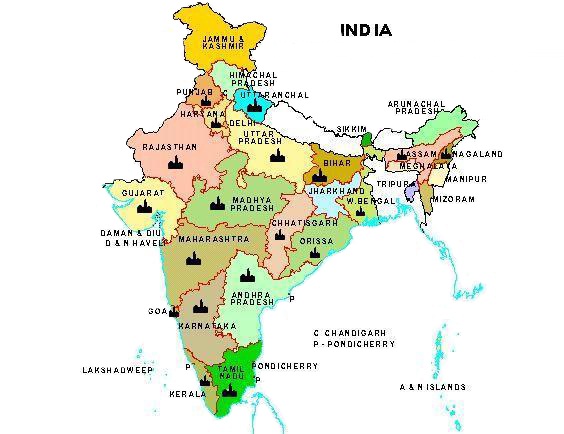 INDIA
JAMMU &
KASHMIR
HIMACHAL
PRADESH
PUNJAB
C
UTTARANCHAL
HARYANA
DELHI
ARUNACHAL
PRADESH
SIKKIM
UTTAR
PRADESH
RAJASTHAN
ASSAM
NAGALAND
BIHAR
MEGHALAYA
MANIPUR
JHARKHAND
TRIPURA
GUJARAT
MADHYA
PRADESH
W.BENGAL
MIZORAM
CHHATISGARH
DAMAN & DIU
D & N HAVELI
MAHARASHTRA
ORISSA
ANDHRA
PRADESH
P
GOA
KARNATAKA
C CHANDIGARH
P - PONDICHERRY
LAKSHADWEEP
P
TAMIL
NADU
PONDICHERRY
P
KERALA
A & N ISLANDS